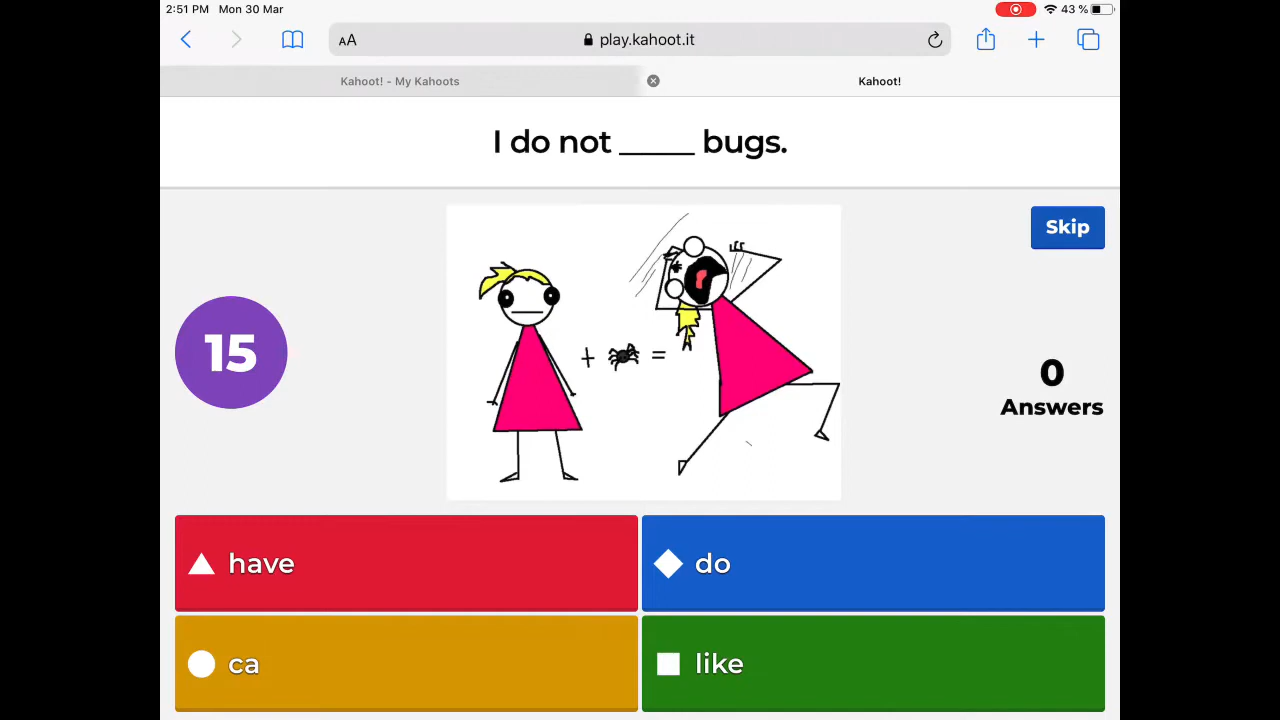 2:51 PM Mon 30 Mar 43 %
AA play.kahoot.it
Kahoot! - My Kahoots Kahoot!
I do not _____ bugs.
Skip
15
+ =
0
Answers
have
do
ca
like